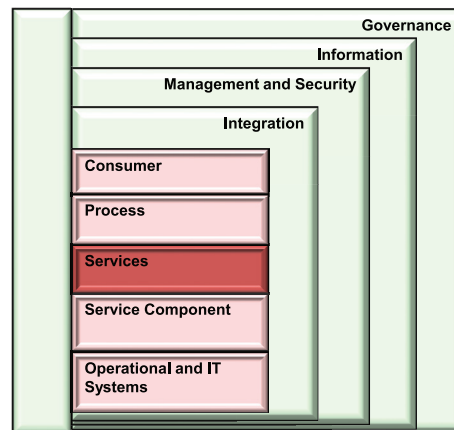 Governance
Information
Management and Security
Integration
Consumer
Process
Services
Service Component
Operational and IT
Systems